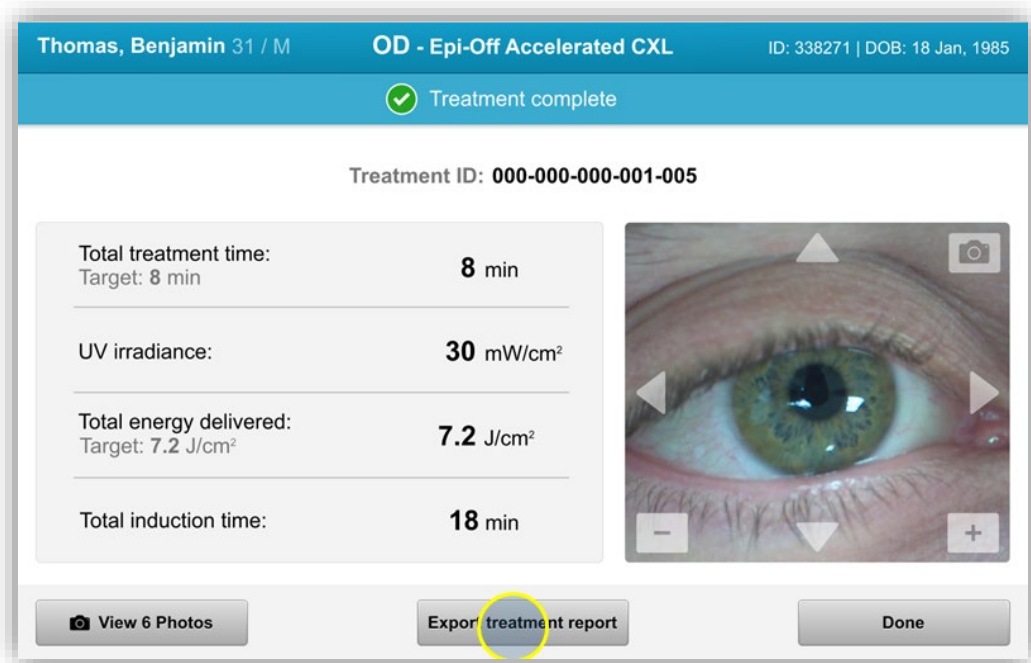 Thomas, Benjamin 31 / M OD - Epi-Off Accelerated CXL ID: 338271 | DOB: 18 Jan, 1985
Treatment complete
Treatment ID: 000-000-000-001-005
Total treatment time: 8 min
Target: 8 min
UV irradiance: 30 mW/cm²
Total energy delivered: 7.2 J/cm²
Target: 7.2 J/cm²
Total induction time: 18 min
View 6 Photos Export treatment report Done